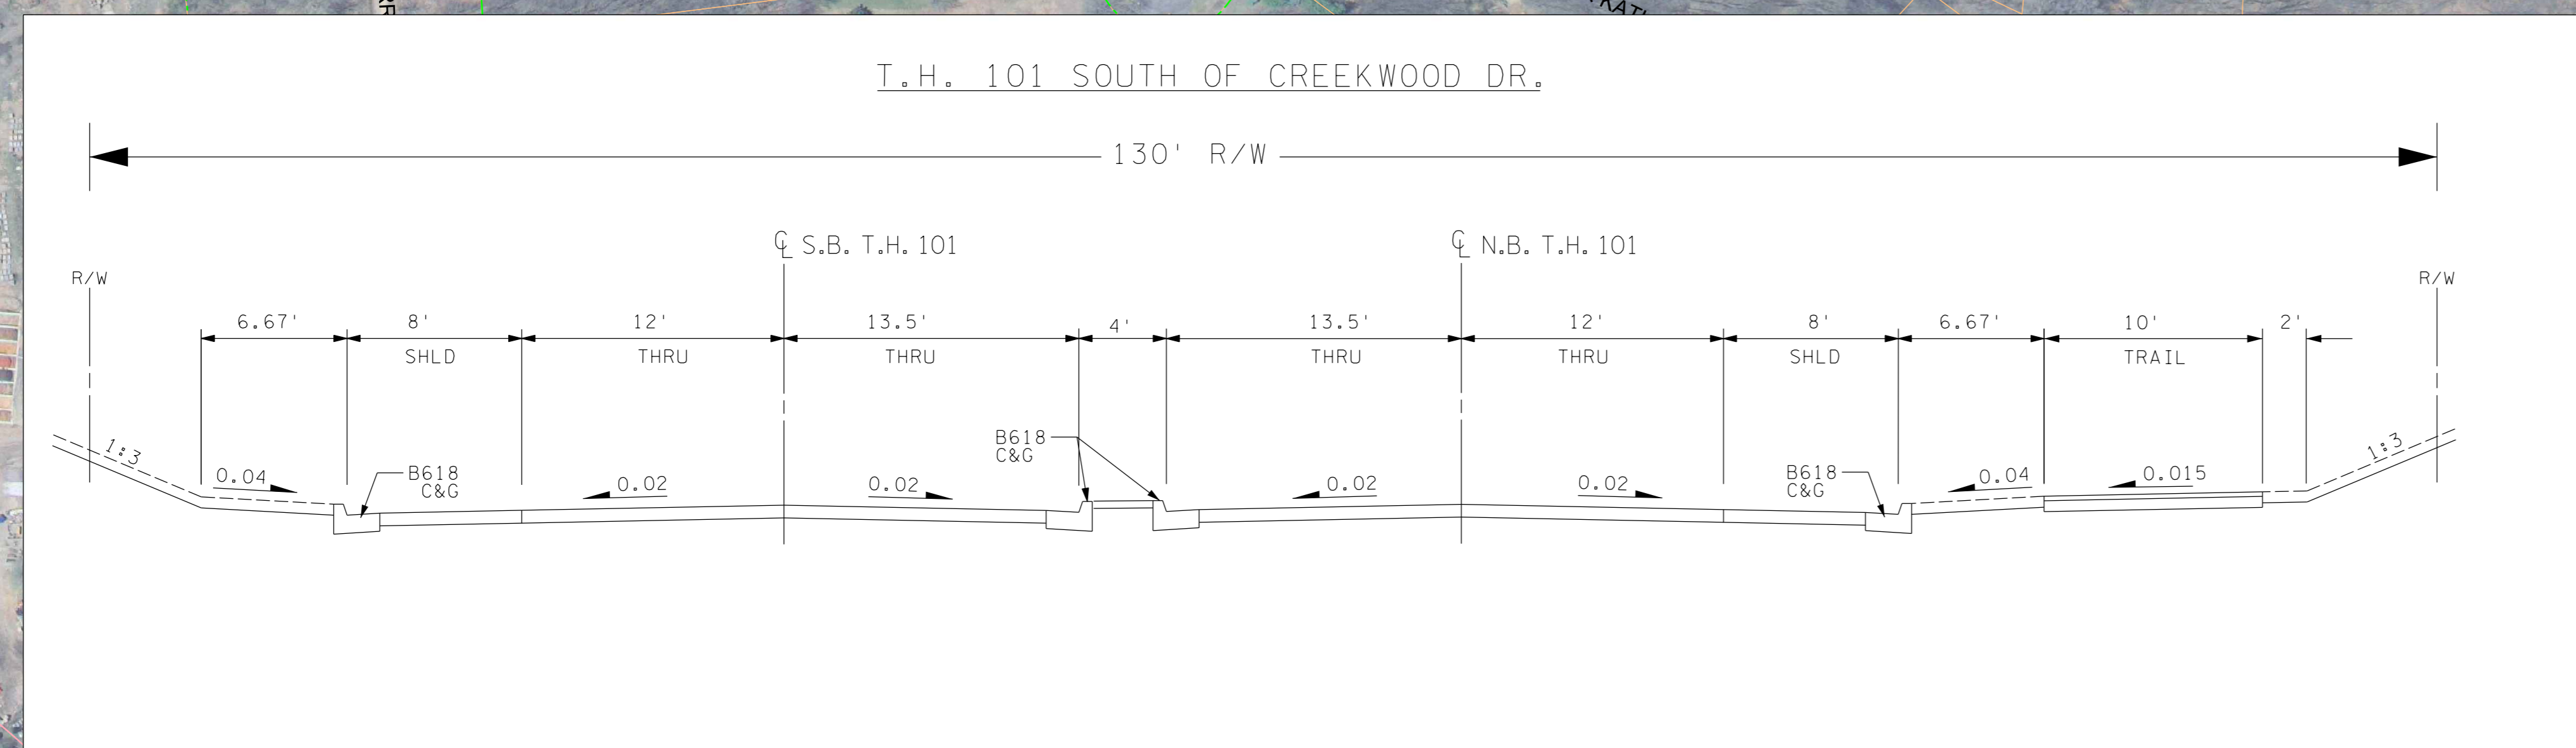 T.H. 101 SOUTH OF CREEKWOOD DR.
130' R/W
℄ S.B. T.H. 101
℄ N.B. T.H. 101
R/W
R/W
6.67'
8'
12'
13.5'
4'
13.5'
12'
8'
6.67'
10'
2'
SHLD
THRU
THRU
THRU
THRU
SHLD
TRAIL
1:3
0.04
B618
C&G
0.02
0.02
B618
C&G
0.02
0.02
B618
C&G
0.04
0.015
1:3